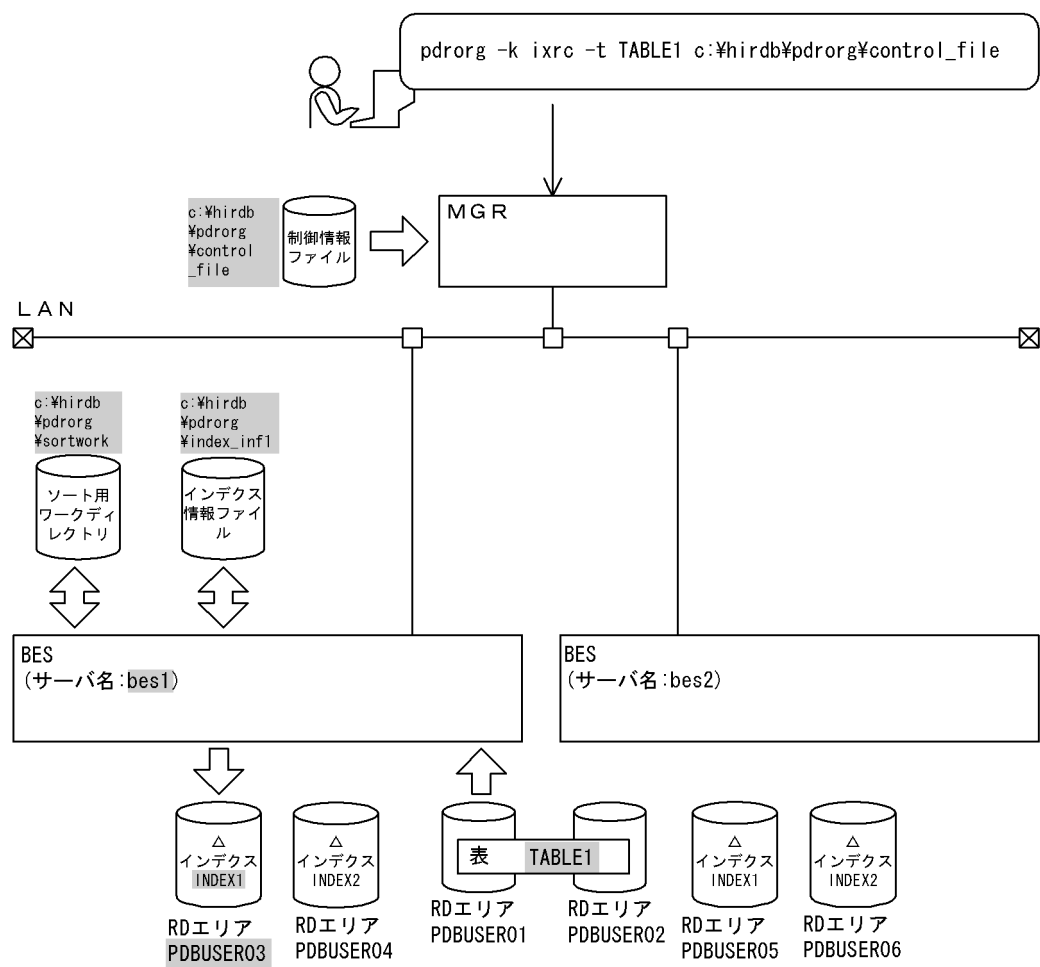 pdrorg -k ixrc -t TABLE1 c:¥hirdb¥pdrorg¥control_file
c:¥hirdb
¥pdrorg
¥control
_file
制御情報
ファイル
ＭＧＲ
ＬＡＮ
c:¥hirdb
¥pdrorg
¥sortwork
c:¥hirdb
¥pdrorg
¥index_inf1
ソート用
ワークディ
レクトリ
インデクス
情報ファイ
ル
BES
(サーバ名:bes1)
BES
(サーバ名:bes2)
△
インデクス
INDEX1
△
インデクス
INDEX2
表 TABLE1
△
インデクス
INDEX1
△
インデクス
INDEX2
RDエリア
PDBUSER03
RDエリア
PDBUSER04
RDエリア
PDBUSER01
RDエリア
PDBUSER02
RDエリア
PDBUSER05
RDエリア
PDBUSER06